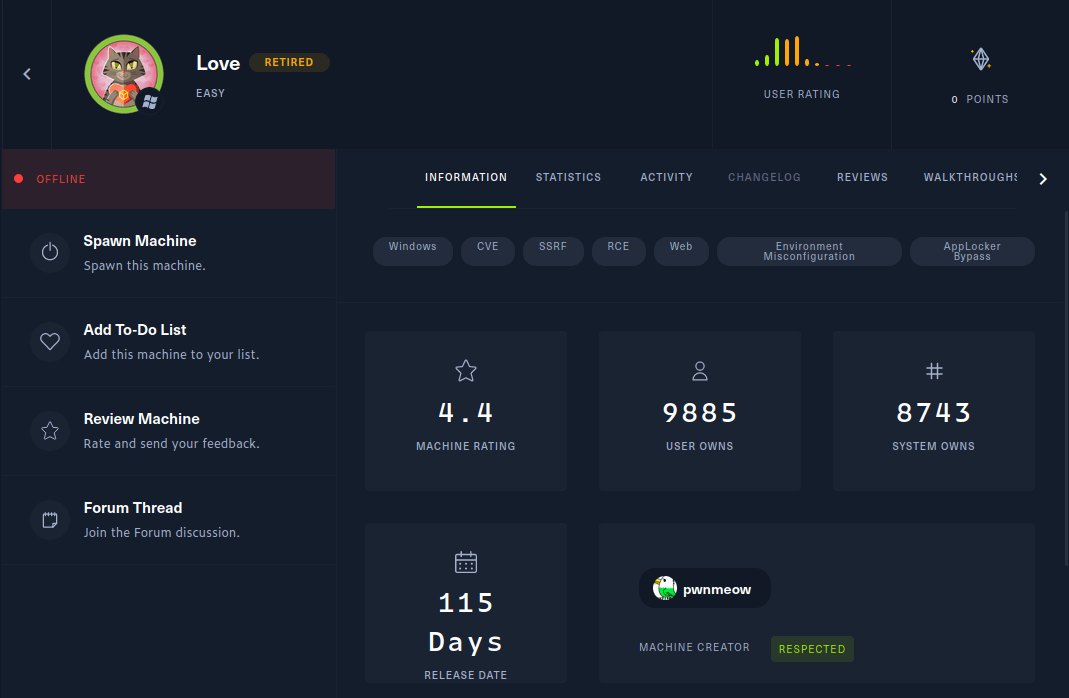 Love RETIRED
EASY
USER RATING
0 POINTS
OFFLINE
INFORMATION STATISTICS ACTIVITY CHANGELOG REVIEWS WALKTHROUGHS
Spawn Machine
Spawn this machine.
Windows CVE SSRF RCE Web Environment Misconfiguration AppLocker Bypass
Add To-Do List
Add this machine to your list.
Review Machine
Rate and send your feedback.
Forum Thread
Join the Forum discussion.
4.4
MACHINE RATING
9885
USER OWNS
8743
SYSTEM OWNS
115
Days
RELEASE DATE
pwnmeow
MACHINE CREATOR RESPECTED